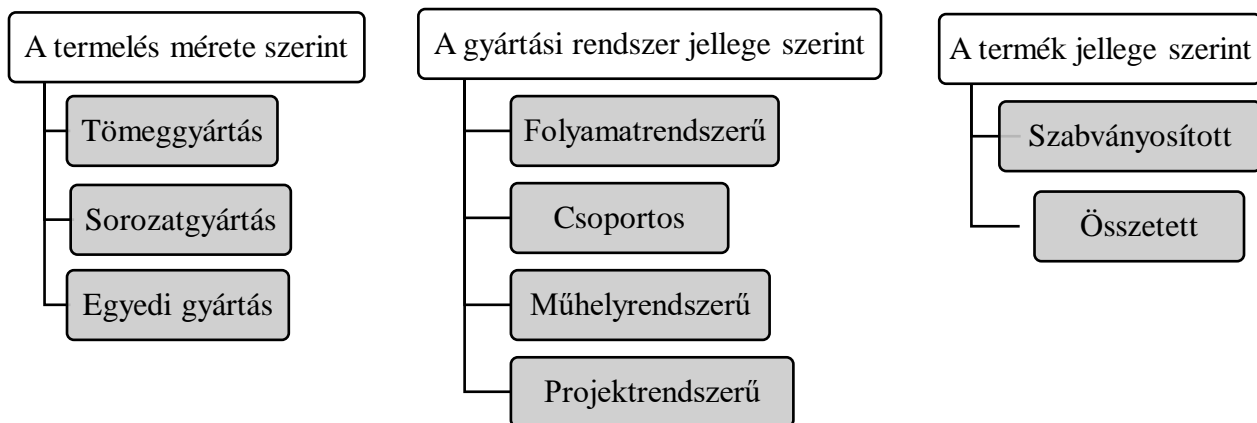 A termelés mérete szerint
Tömeggyártás
Sorozatgyártás
Egyedi gyártás
A gyártási rendszer jellege szerint
Folyamatrendszerű
Csoportos
Műhelyrendszerű
Projektrendszerű
A termék jellege szerint
Szabványosított
Összetett